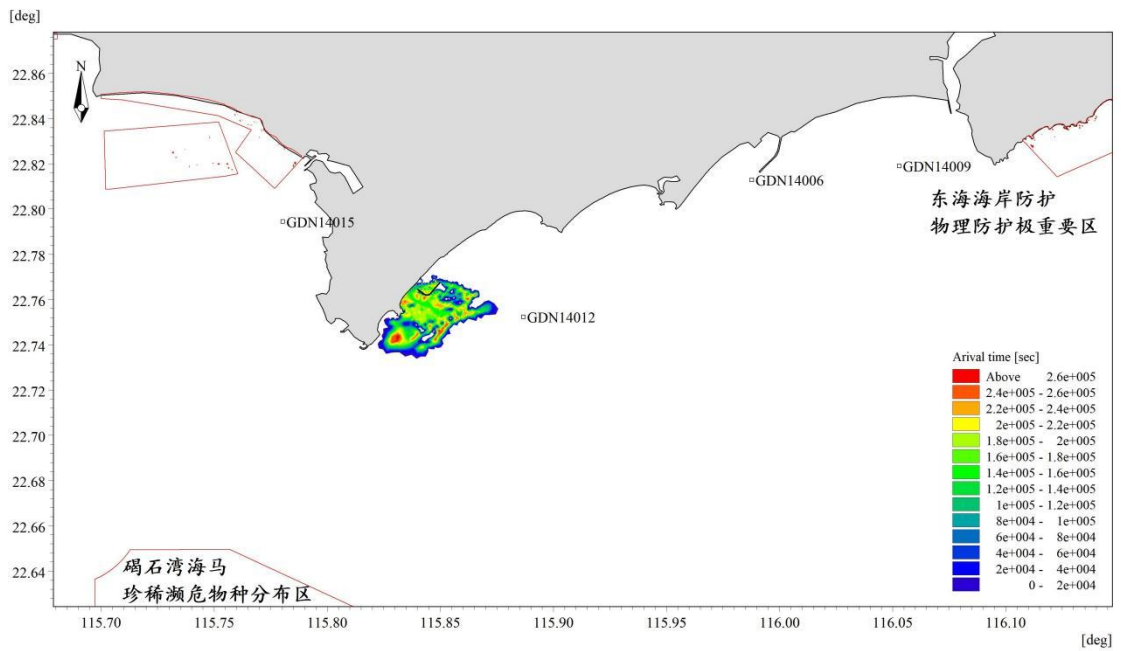 [deg]
22.86
22.84
22.82
22.80
22.78
22.76
22.74
22.72
22.70
22.68
22.66
22.64
N
GDN14015
GDN14012
GDN14006
GDN14009
东海海岸防护
物理防护极重要区
碣石湾海马
珍稀濒危物种分布区
Arival time [sec]
Above 2.6e+005
2.4e+005 - 2.6e+005
2.2e+005 - 2.4e+005
2e+005 - 2.2e+005
1.8e+005 - 2e+005
1.6e+005 - 1.8e+005
1.4e+005 - 1.6e+005
1.2e+005 - 1.4e+005
1e+005 - 1.2e+005
8e+004 - 1e+005
6e+004 - 8e+004
4e+004 - 6e+004
2e+004 - 4e+004
0 - 2e+004
115.70 115.75 115.80 115.85 115.90 115.95 116.00 116.05 116.10
[deg]